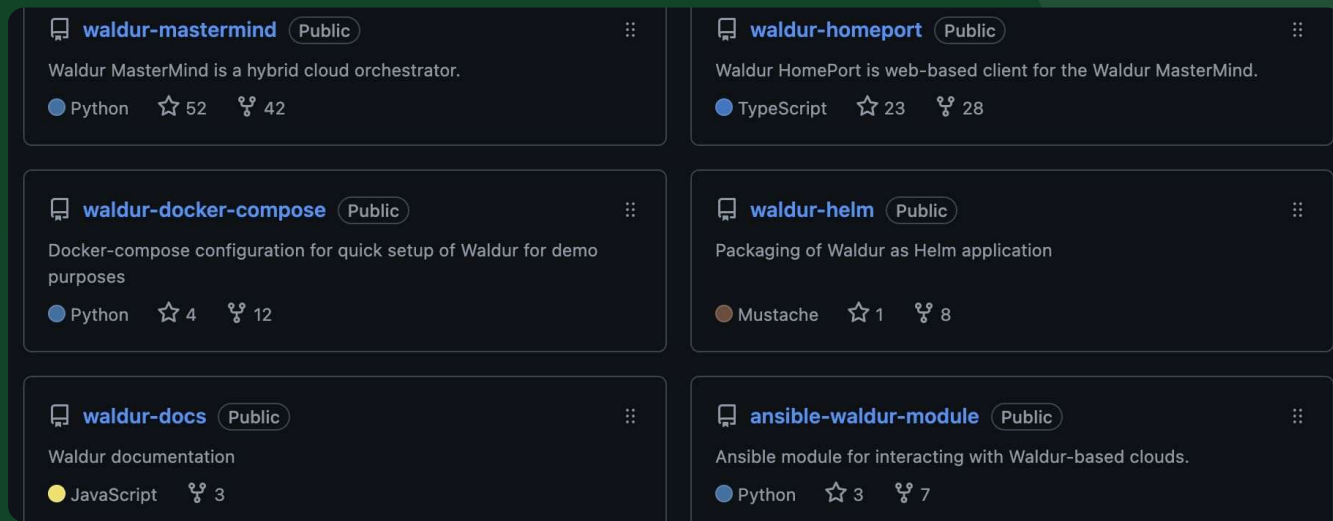 waldur-mastermind Public
Waldur MasterMind is a hybrid cloud orchestrator.
Python 52 42
waldur-homeport Public
Waldur HomePort is web-based client for the Waldur MasterMind.
TypeScript 23 28
waldur-docker-compose Public
Docker-compose configuration for quick setup of Waldur for demo
purposes
Python 4 12
waldur-helm Public
Packaging of Waldur as Helm application
Mustache 1 8
waldur-docs Public
Waldur documentation
JavaScript 3
ansible-waldur-module Public
Ansible module for interacting with Waldur-based clouds.
Python 3 7